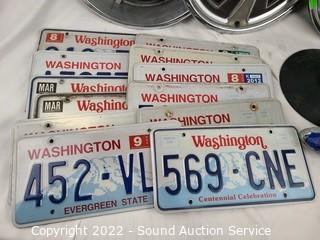 8
Washington
Washington
WASHINGTON
MAR
WASHINGTON
8
2012
MAR
Washington
WASHINGTON
WASHINGTON
WASHINGTON
9
452·VL
EVERGREEN STATE
Washington
569·CNE
Centennial Celebration
Copyright 2022 - Sound Auction Service